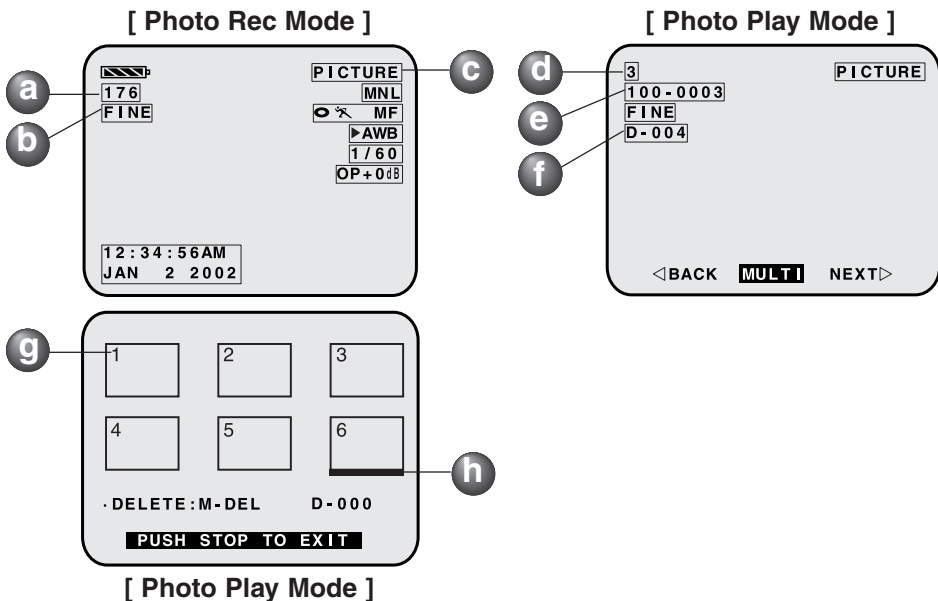 [ Photo Rec Mode ]
PICTURE
a
176
MNL
b
FINE
MF
▶AWB
1/60
OP+0dB
12:34:56AM
JAN 2 2002
c
[ Photo Play Mode ]
d
3
PICTURE
e
100-0003
FINE
f
D-004
◁BACK MULTI NEXT▷
g
1 2 3
4 5 6
h
·DELETE:M-DEL D-000
PUSH STOP TO EXIT
[ Photo Play Mode ]